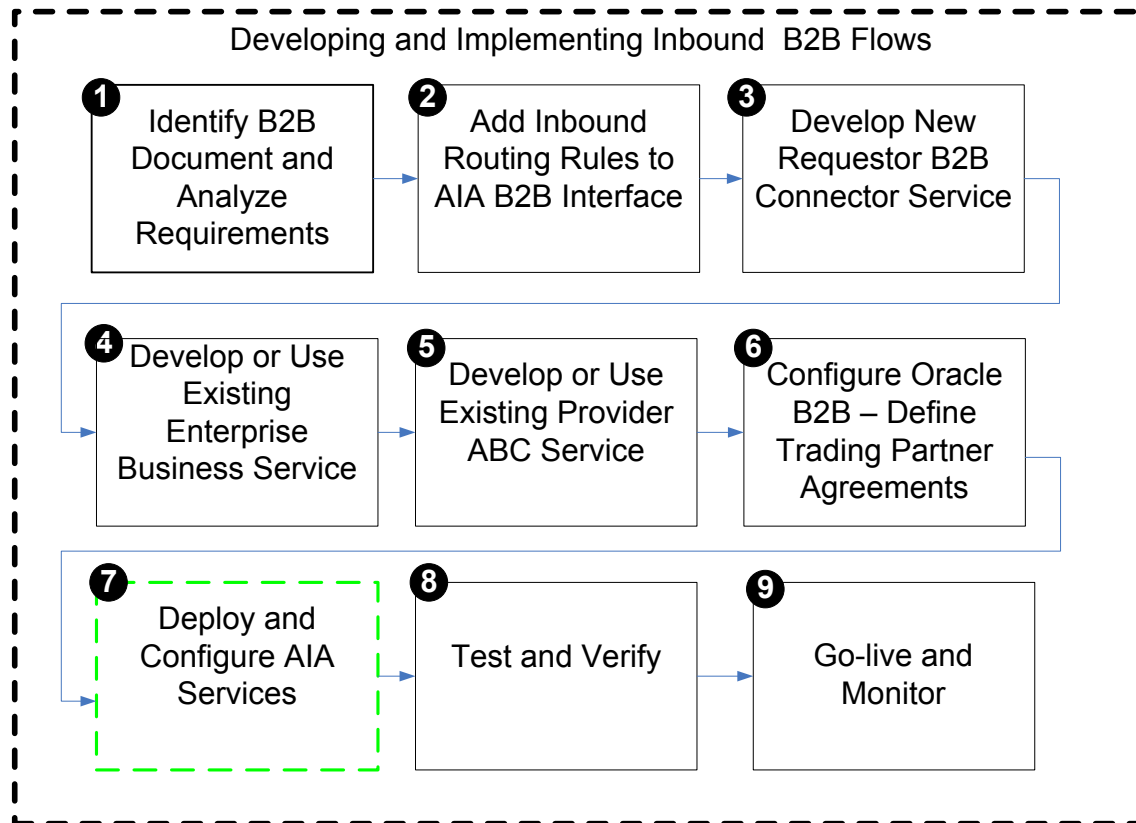 Developing and Implementing Inbound B2B Flows
1
Identify B2B
Document and
Analyze
Requirements
2
Add Inbound
Routing Rules to
AIA B2B Interface
3
Develop New
Requestor B2B
Connector Service
4
Develop or Use
Existing
Enterprise
Business Service
5
Develop or Use
Existing Provider
ABC Service
6
Configure Oracle
B2B – Define
Trading Partner
Agreements
7
Deploy and
Configure AIA
Services
8
Test and Verify
9
Go-live and
Monitor